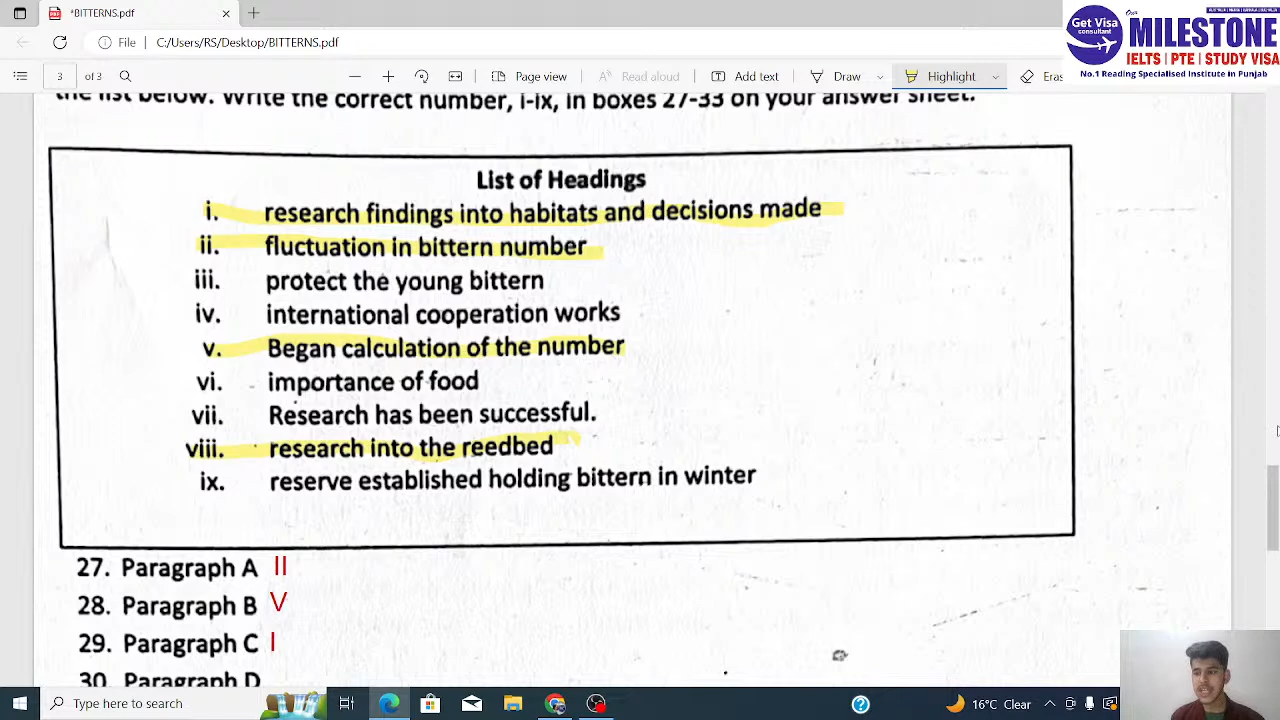 *BITTERNS.pdf
File
C:/Users/BITTERNS.pdf
3
of 3
Page view
Read aloud
Add text
Draw
Highlight
Eras
Get Visa
consultant
MILESTONE
IELTS | PTE | STUDY VISA
No.1 Reading Specialised Institute in Punjab
the list below. Write the correct number, i-ix, in boxes 27-33 on your answer sheet.
List of Headings
i. research findings into habitats and decisions made
ii. fluctuation in bittern number
iii. protect the young bittern
iv. international cooperation works
v. Began calculation of the number
vi. importance of food
vii. Research has been successful.
viii. research into the reedbed
ix. reserve established holding bittern in winter
27. Paragraph A II
28. Paragraph B V
29. Paragraph C I
30. Paragraph D
Type here to search
16°C Clear